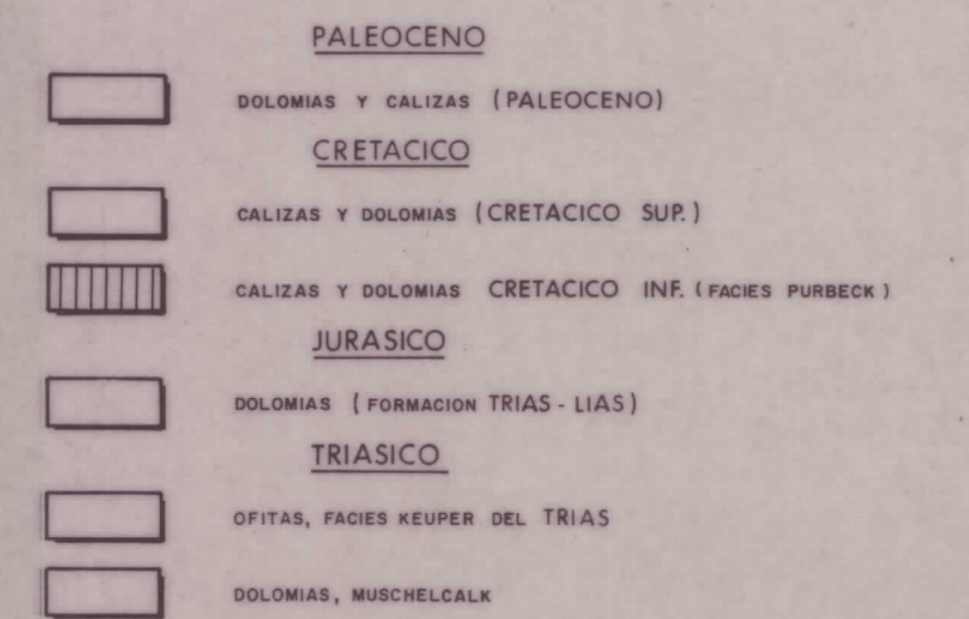 PALEOCENO
DOLOMIAS Y CALIZAS (PALEOCENO)
CRETACICO
CALIZAS Y DOLOMIAS (CRETACICO SUP.)
CALIZAS Y DOLOMIAS CRETACICO INF. (FACIES PURBECK)
JURASICO
DOLOMIAS (FORMACION TRIAS - LIAS)
TRIASICO
OFITAS, FACIES KEUPER DEL TRIAS
DOLOMIAS, MUSCHELCALK